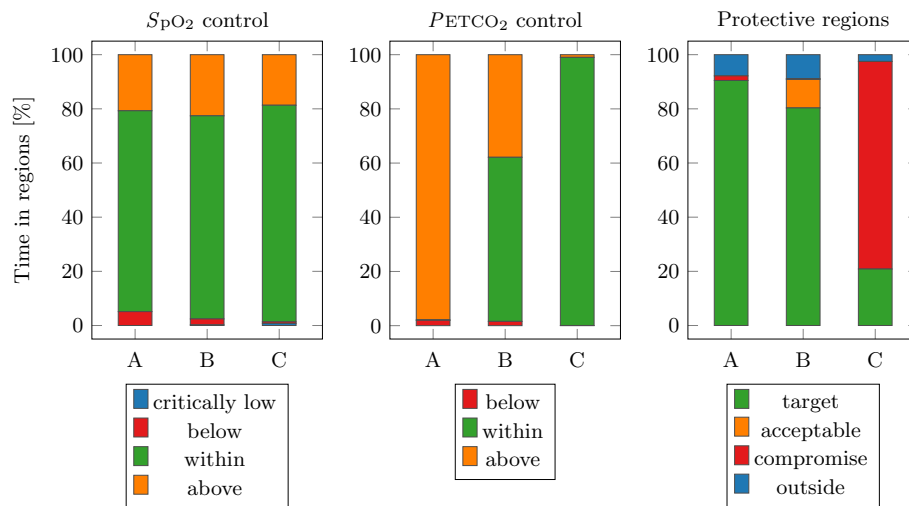 SpO₂ control
PETCO₂ control
Protective regions
Time in regions [%]
100
80
60
40
20
0
A B C
100
80
60
40
20
0
A B C
100
80
60
40
20
0
A B C
critically low
below
within
above
below
within
above
target
acceptable
compromise
outside